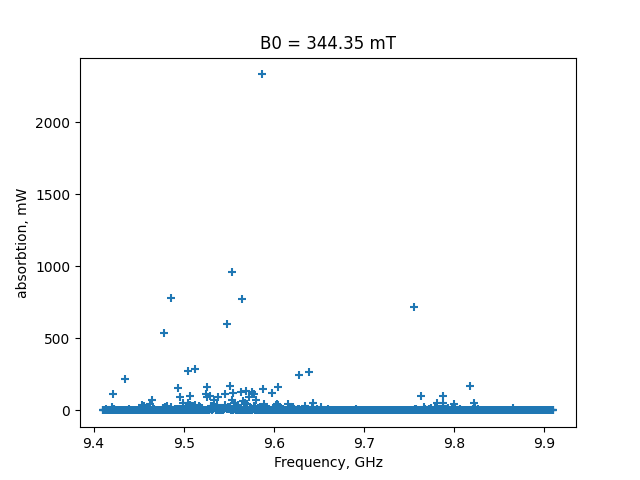 B0 = 344.35 mT
absorbtion, mW
2000
1500
1000
500
0
9.4 9.5 9.6 9.7 9.8 9.9
Frequency, GHz